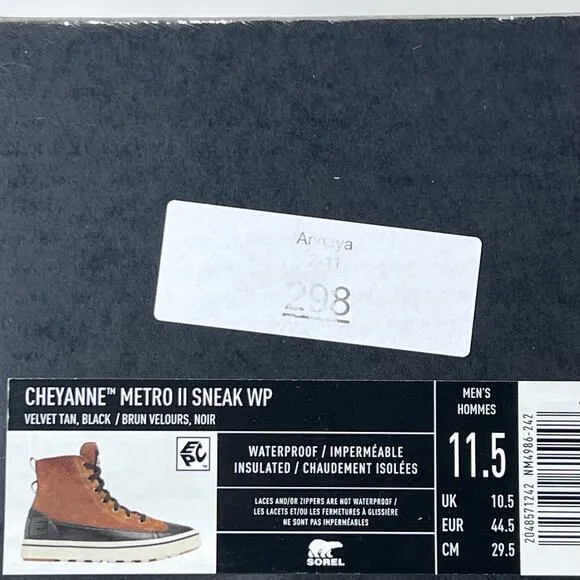 2-11
298
CHEYANNE™ METRO II SNEAK WP
VELVET TAN, BLACK / BRUN VELOURS, NOIR
EPC™
WATERPROOF / IMPERMÉABLE
INSULATED / CHAUDEMENT ISOLÉES
LACES AND/OR ZIPPERS ARE NOT WATERPROOF /
LES LACETS ET/OU LES FERMETURES À GLISSIÈRE
NE SONT PAS IMPERMÉABLES
SOREL
MEN'S
HOMMES
11.5
UK 10.5
EUR 44.5
CM 29.5
2048571242 NM4986-242